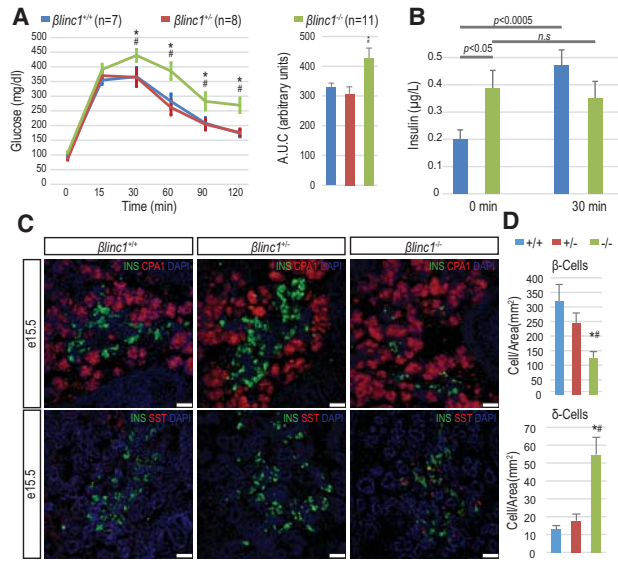 A
βlinc1+/+ (n=7)
βlinc1+/- (n=8)
βlinc1-/- (n=11)
Glucose (mg/dl)
500
450
400
350
300
250
200
150
100
50
0
*
#
*
#
*
#
*
#
0 15 30 60 90 120
Time (min)
A.U.C (arbitrary units)
500
400
300
200
100
0
*
#
B
p<0.0005
p<0.05
n.s
Insulin (µg/L)
0.6
0.5
0.4
0.3
0.2
0.1
0
0 min 30 min
C
βlinc1+/+ βlinc1+/- βlinc1-/-
e15.5
INS CPA1 DAPI
INS CPA1 DAPI
INS CPA1 DAPI
e15.5
INS SST DAPI
INS SST DAPI
INS SST DAPI
D
+/+ +/- -/-
β-Cells
Cell/Area(mm2)
400
350
300
250
200
150
100
50
0
*#
δ-Cells
Cell/Area(mm2)
70
60
50
40
30
20
10
0
*#